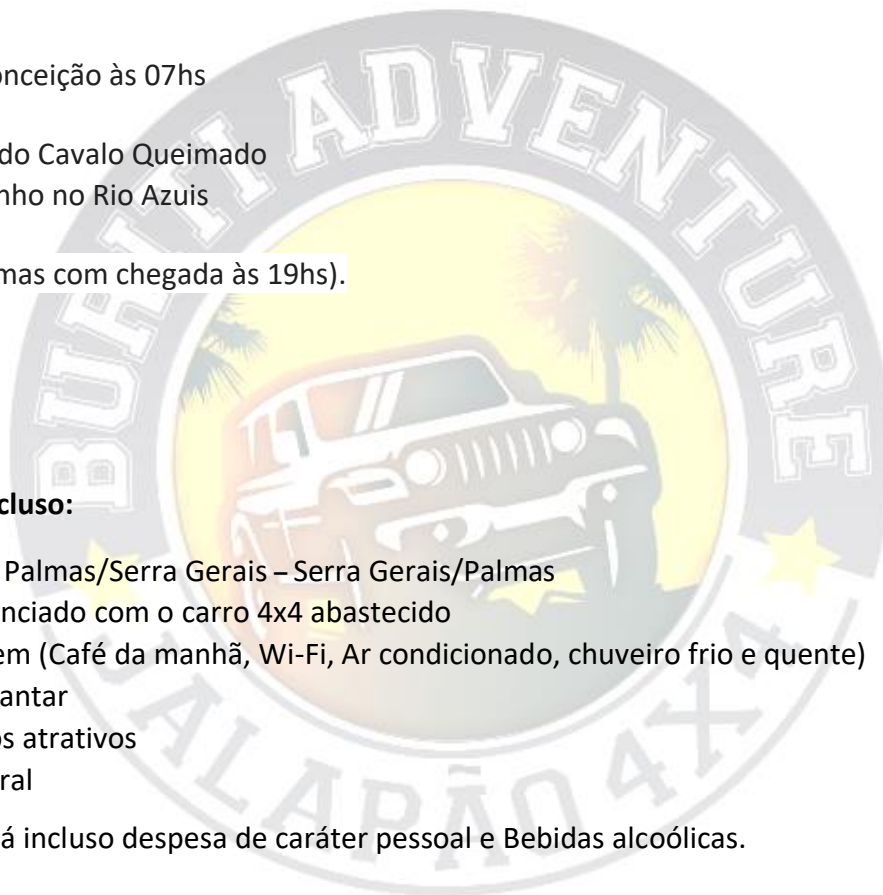 onceição às 07hs
do Cavalo Queimado
nho no Rio Azuis
mas com chegada às 19hs).
cluso:
Palmas/Serra Gerais – Serra Gerais/Palmas
nciado com o carro 4x4 abastecido
em (Café da manhã, Wi-Fi, Ar condicionado, chuveiro frio e quente)
antar
s atrativos
ral
á incluso despesa de caráter pessoal e Bebidas alcoólicas.
BURITI ADVENTURE
JALAPÃO 4X4